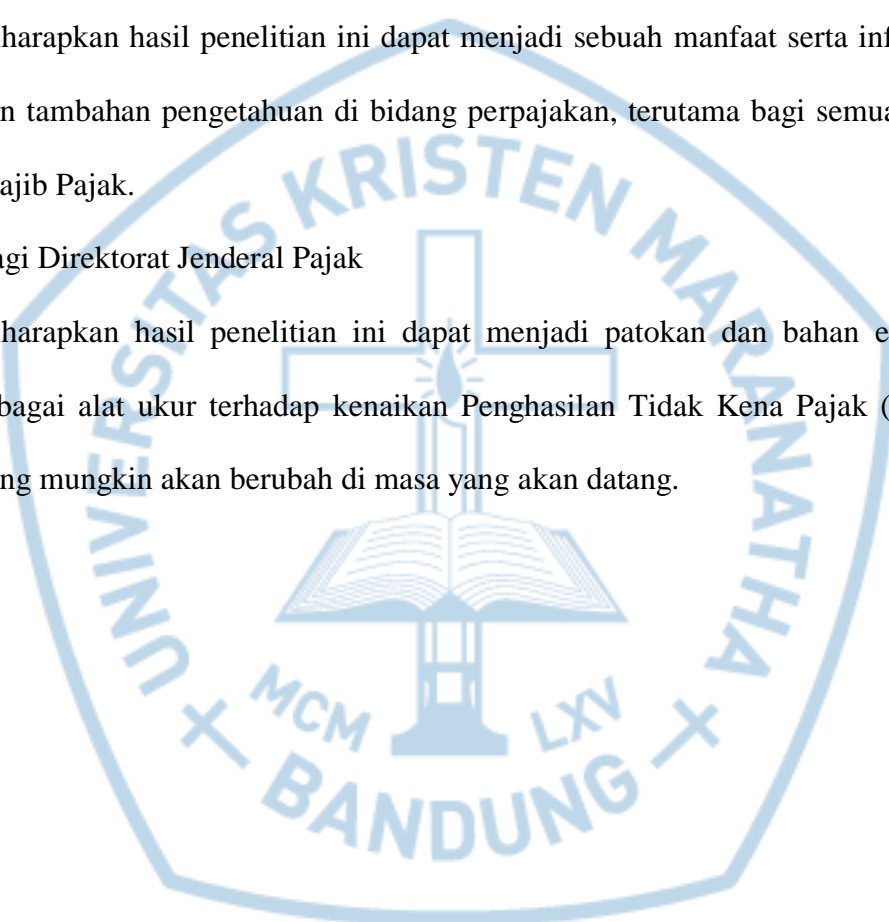 harapkan hasil penelitian ini dapat menjadi sebuah manfaat serta inf
n tambahan pengetahuan di bidang perpajakan, terutama bagi semua
ajib Pajak.
agi Direktorat Jenderal Pajak
harapkan hasil penelitian ini dapat menjadi patokan dan bahan e
bagai alat ukur terhadap kenaikan Penghasilan Tidak Kena Pajak (
ng mungkin akan berubah di masa yang akan datang.
UNIVERSITAS KRISTEN MARANATHA
MCM LXV
BANDUNG